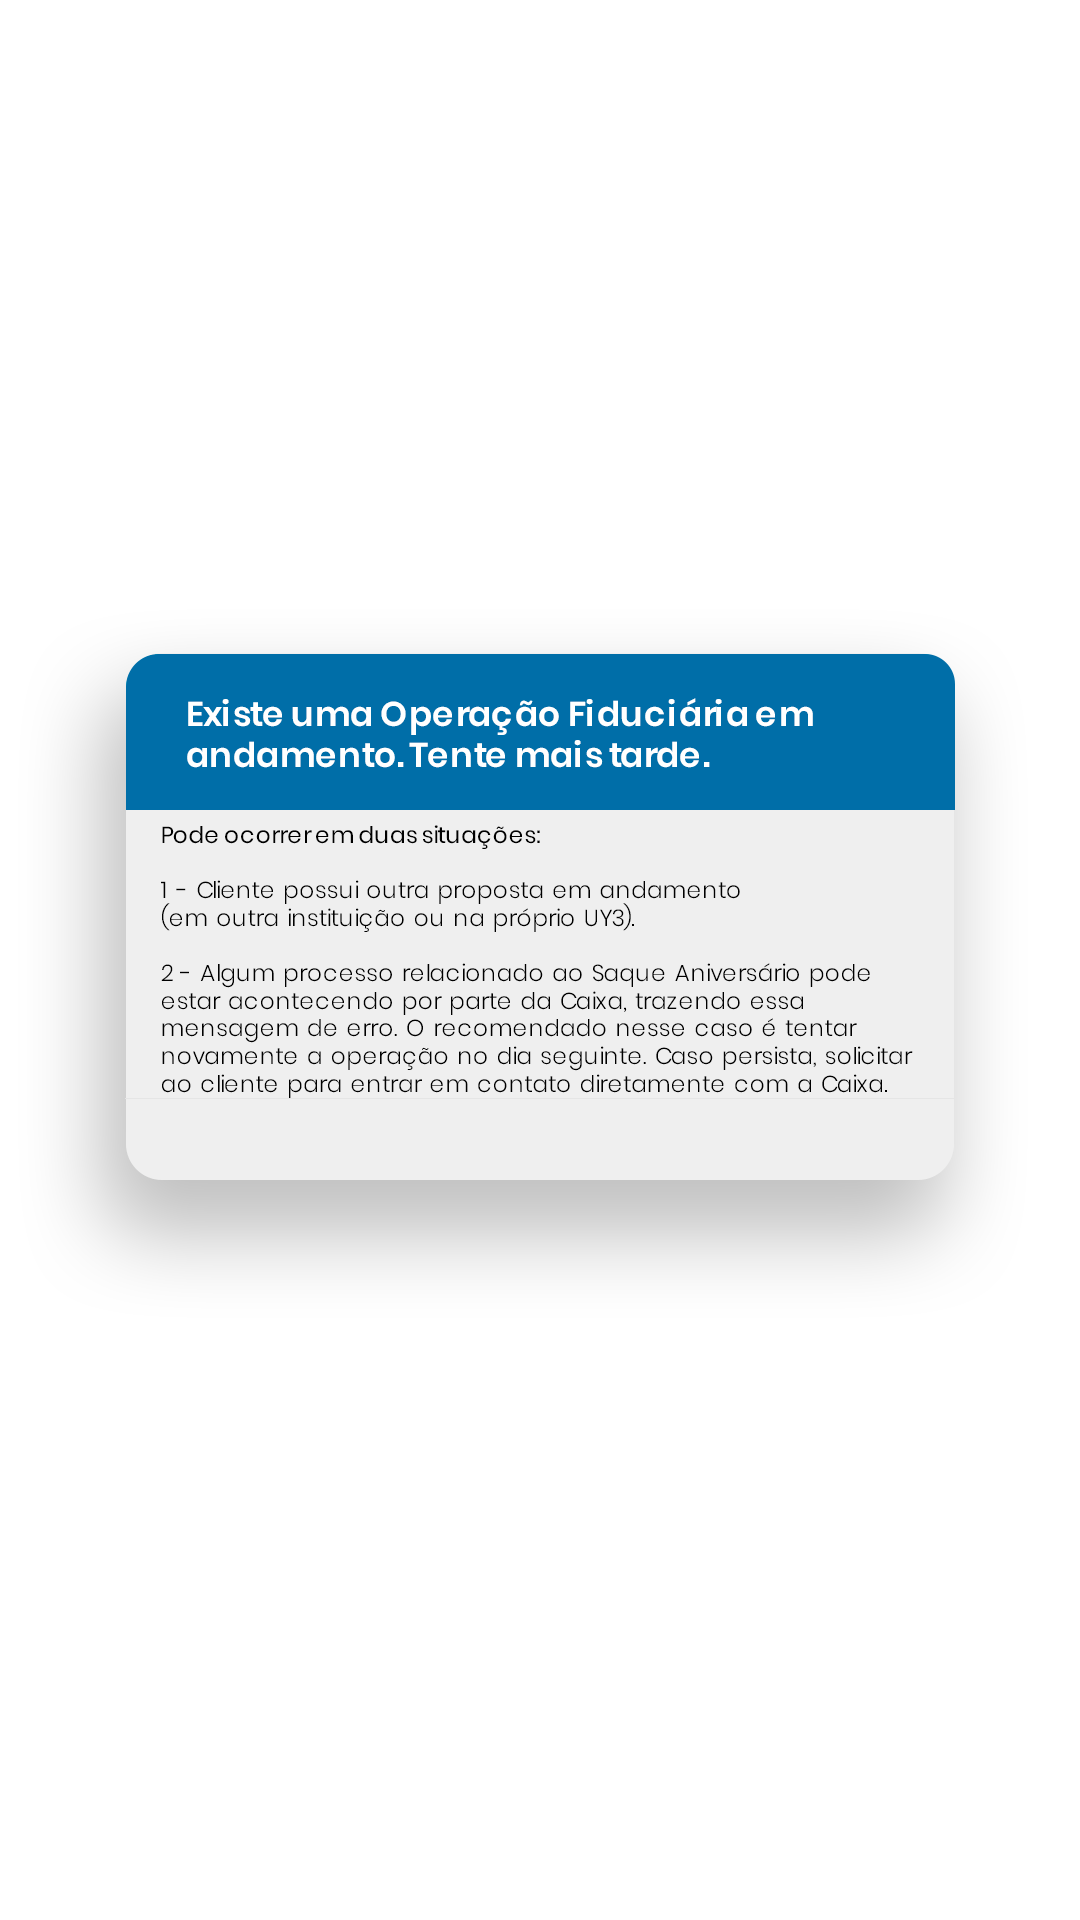 Existe uma Operação Fiduciária em
andamento. Tente mais tarde.
Pode ocorrer em duas situações:
1 - Cliente possui outra proposta em andamento
(em outra instituição ou na próprio UY3).
2 - Algum processo relacionado ao Saque Aniversário pode
estar acontecendo por parte da Caixa, trazendo essa
mensagem de erro. O recomendado nesse caso é tentar
novamente a operação no dia seguinte. Caso persista, solicitar
ao cliente para entrar em contato diretamente com a Caixa.